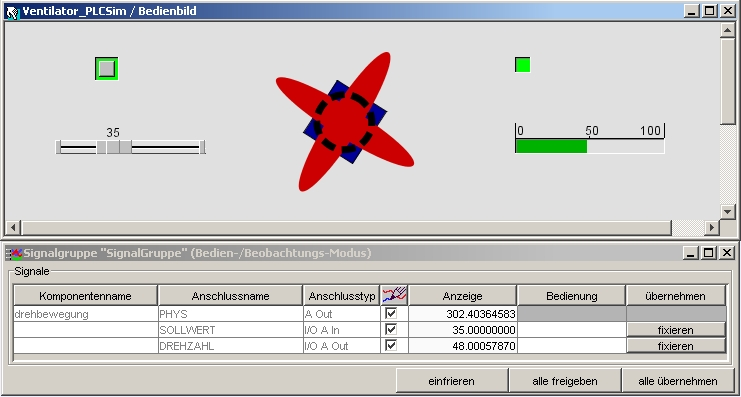 Ventilator_PLCSim / Bedienbild
35
0 50 100
Signalgruppe "SignalGruppe" (Bedien-/Beobachtungs-Modus)
Signale
Komponentenname Anschlussname Anschlusstyp Anzeige Bedienung übernehmen
drehbewegung PHYS A Out 302.40364583
SOLLWERT I/O A In 35.00000000 fixieren
DREHZAHL I/O A Out 48.00057870 fixieren
einfrieren alle freigeben alle übernehmen